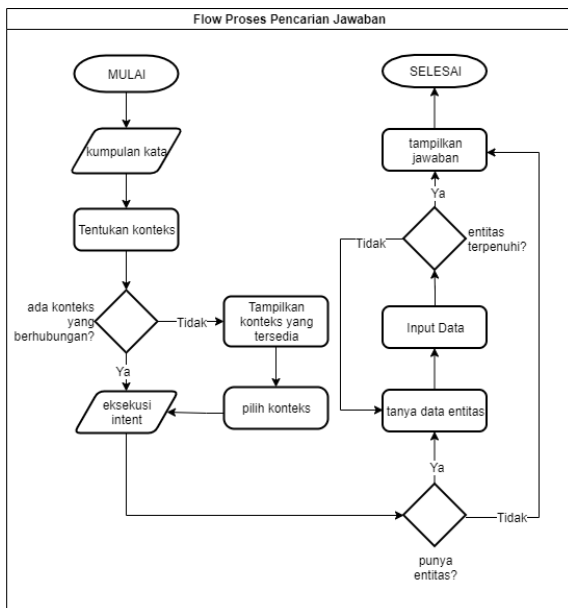 Flow Proses Pencarian Jawaban
MULAI
kumpulan kata
Tentukan konteks
ada konteks
yang
berhubungan?
Tidak
Tampilkan
konteks yang
tersedia
Ya
eksekusi
intent
pilih konteks
SELESAI
tampilkan
jawaban
Ya
Tidak
entitas
terpenuhi?
Input Data
tanya data entitas
Ya
Tidak
punya
entitas?